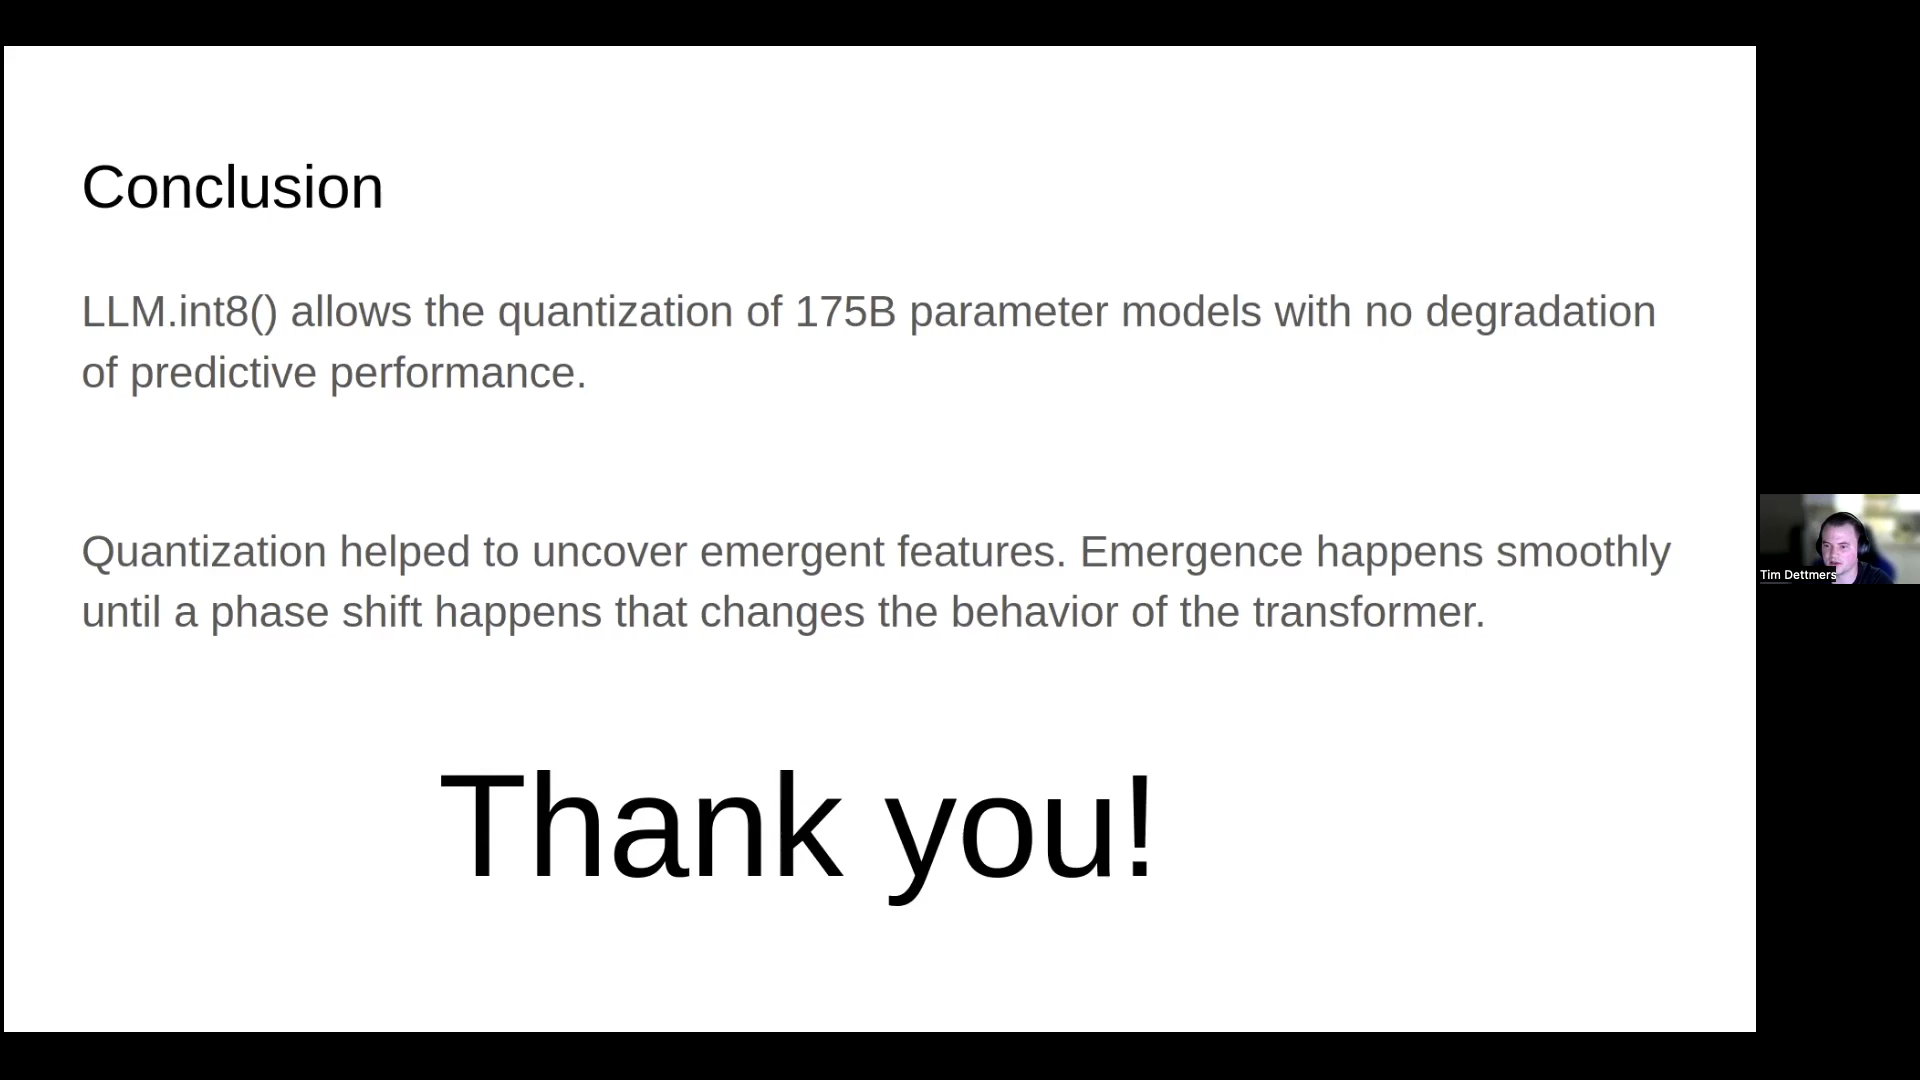 Conclusion
LLM.int8() allows the quantization of 175B parameter models with no degradation
of predictive performance.
Quantization helped to uncover emergent features. Emergence happens smoothly
until a phase shift happens that changes the behavior of the transformer.
Tim Dettmers
Thank you!